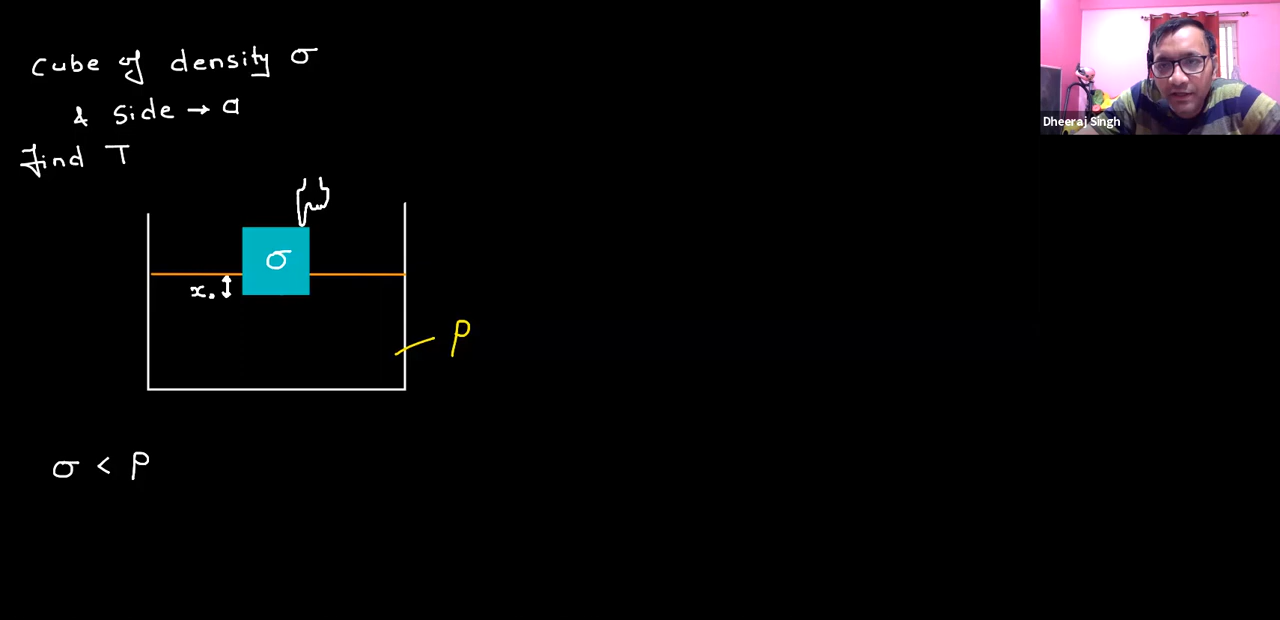 Cube of density σ
& side → a
find T
σ
x₀
ρ
σ < ρ
Dheeraj Singh